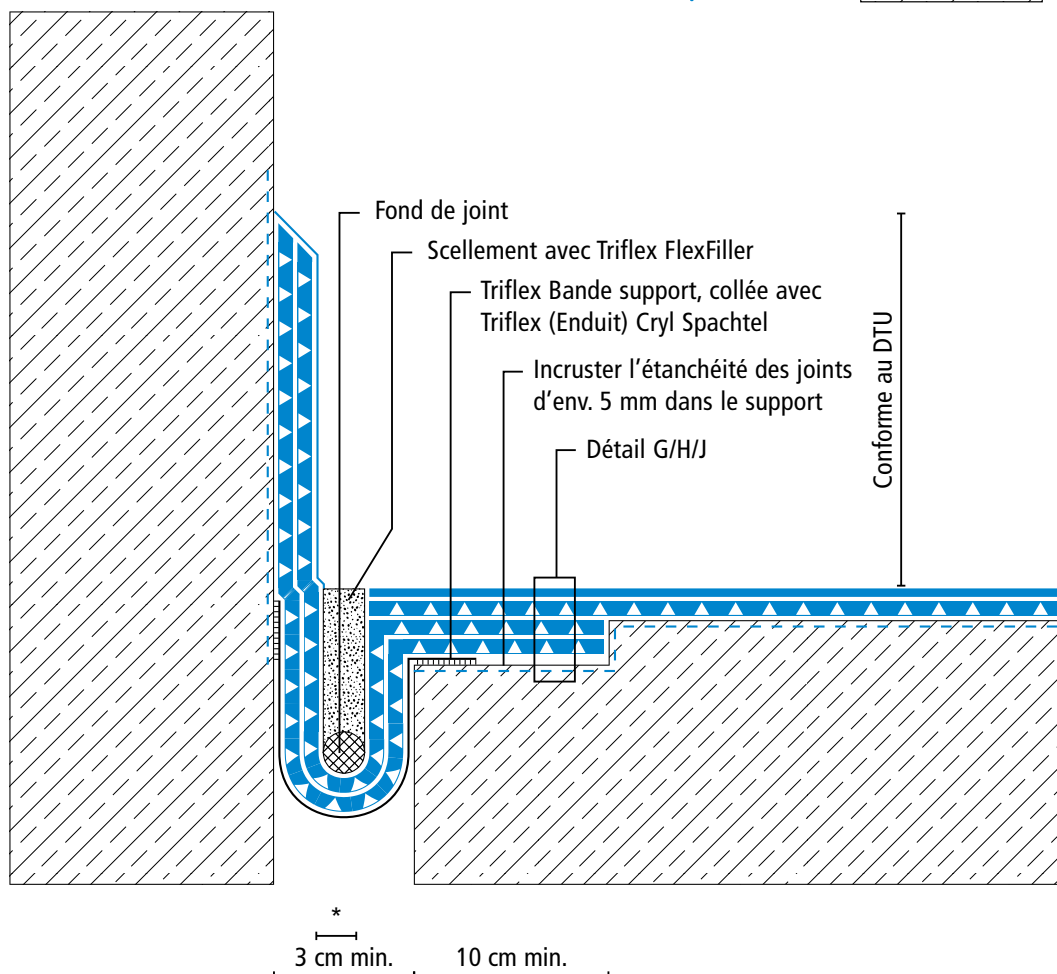 Fond de joint
Scellement avec Triflex FlexFiller
Triflex Bande support, collée avec
Triflex (Enduit) Cryl Spachtel
Incruster l’étanchéité des joints
d’env. 5 mm dans le support
Détail G/H/J
Conforme au DTU
*
3 cm min.
10 cm min.